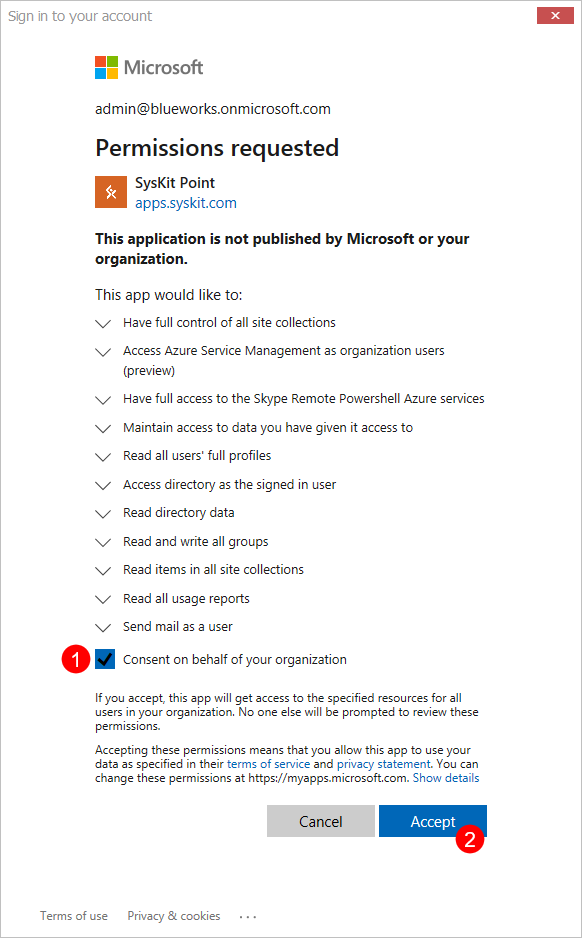 Sign in to your account
Microsoft
admin@blueworks.onmicrosoft.com
Permissions requested
SysKit Point
apps.syskit.com
This application is not published by Microsoft or your
organization.
This app would like to:
Have full control of all site collections
Access Azure Service Management as organization users
(preview)
Have full access to the Skype Remote Powershell Azure services
Maintain access to data you have given it access to
Read all users' full profiles
Access directory as the signed in user
Read directory data
Read and write all groups
Read items in all site collections
Read all usage reports
Send mail as a user
1 Consent on behalf of your organization
If you accept, this app will get access to the specified resources for all
users in your organization. No one else will be prompted to review these
permissions.
Accepting these permissions means that you allow this app to use your
data as specified in their terms of service and privacy statement. You can
change these permissions at https://myapps.microsoft.com. Show details
Cancel Accept
2
Terms of use Privacy & cookies ...